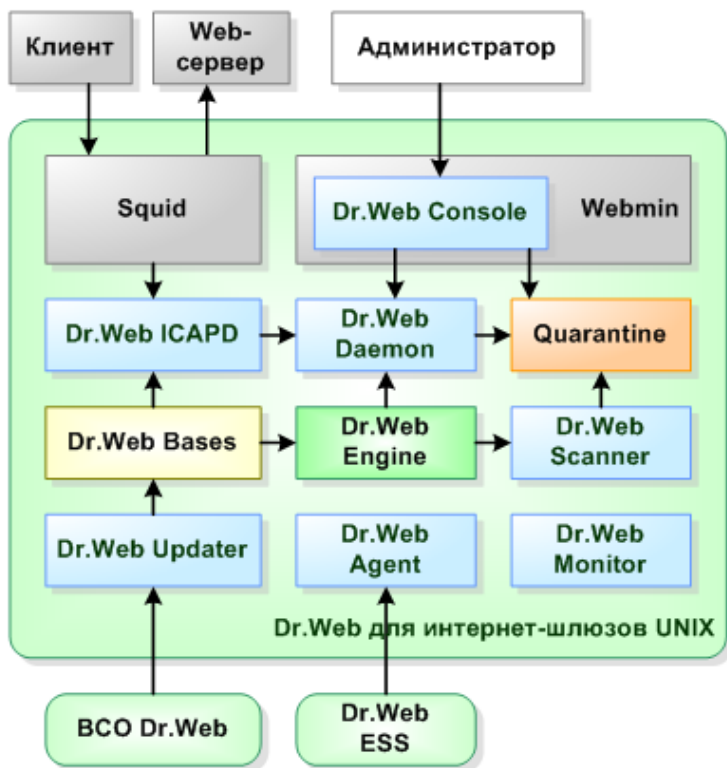 Клиент
Web-
сервер
Администратор
Squid
Dr.Web Console
Webmin
Dr.Web ICAPD
Dr.Web
Daemon
Quarantine
Dr.Web Bases
Dr.Web
Engine
Dr.Web
Scanner
Dr.Web Updater
Dr.Web
Agent
Dr.Web
Monitor
Dr.Web для интернет-шлюзов UNIX
ВСО Dr.Web
Dr.Web
ESS